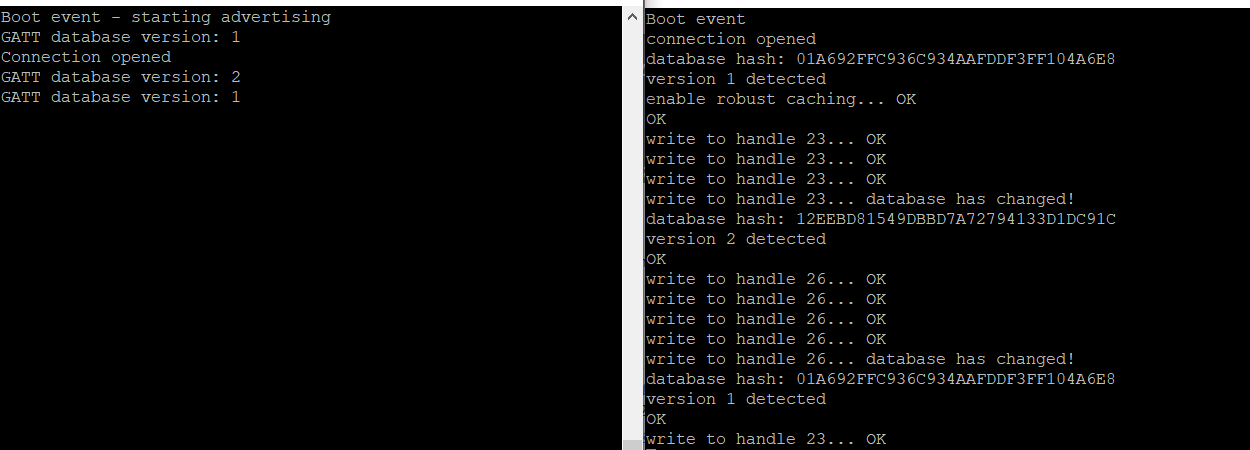 Boot event - starting advertising
GATT database version: 1
Connection opened
GATT database version: 2
GATT database version: 1
Boot event
connection opened
database hash: 01A692FFC936C934AAFDDF3FF104A6E8
version 1 detected
enable robust caching... OK
OK
write to handle 23... OK
write to handle 23... OK
write to handle 23... OK
write to handle 23... database has changed!
database hash: 12EEBD81549DBBD7A72794133D1DC91C
version 2 detected
OK
write to handle 26... OK
write to handle 26... OK
write to handle 26... OK
write to handle 26... OK
write to handle 26... database has changed!
database hash: 01A692FFC936C934AAFDDF3FF104A6E8
version 1 detected
OK
write to handle 23... OK